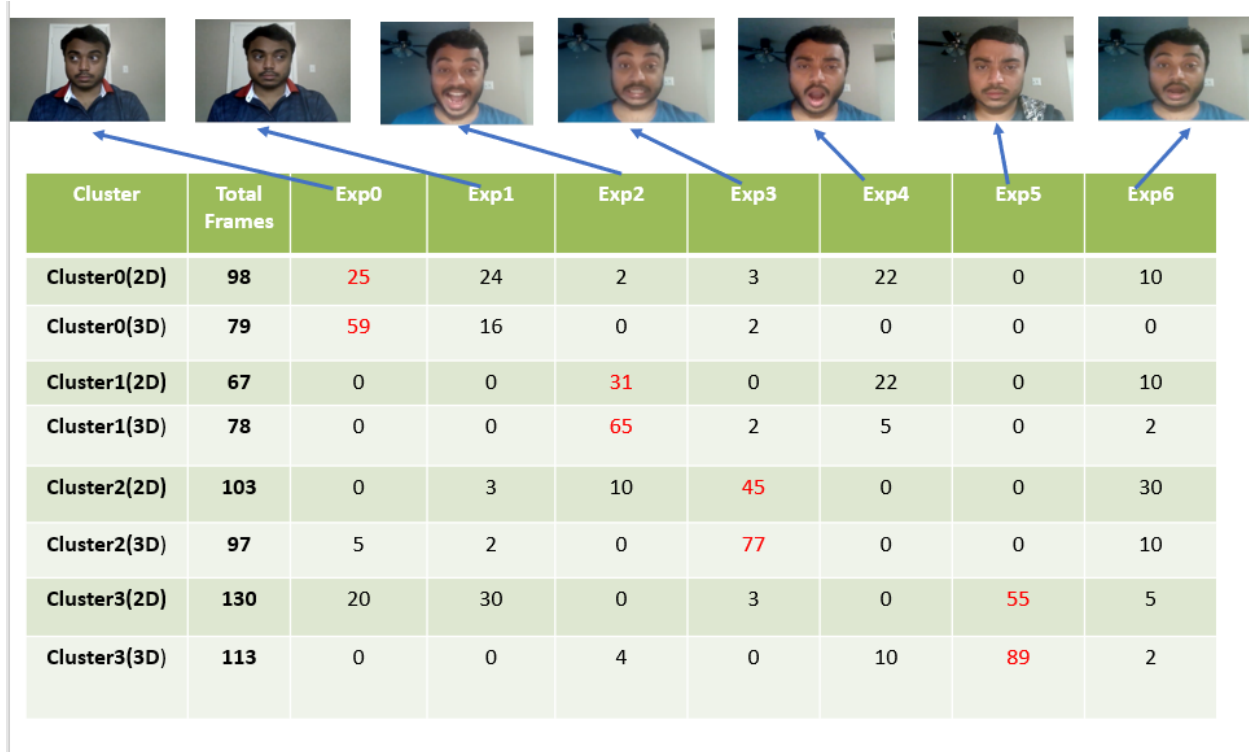 Cluster Total Frames Exp0 Exp1 Exp2 Exp3 Exp4 Exp5 Exp6
Cluster0(2D) 98 25 24 2 3 22 0 10
Cluster0(3D) 79 59 16 0 2 0 0 0
Cluster1(2D) 67 0 0 31 0 22 0 10
Cluster1(3D) 78 0 0 65 2 5 0 2
Cluster2(2D) 103 0 3 10 45 0 0 30
Cluster2(3D) 97 5 2 0 77 0 0 10
Cluster3(2D) 130 20 30 0 3 0 55 5
Cluster3(3D) 113 0 0 4 0 10 89 2